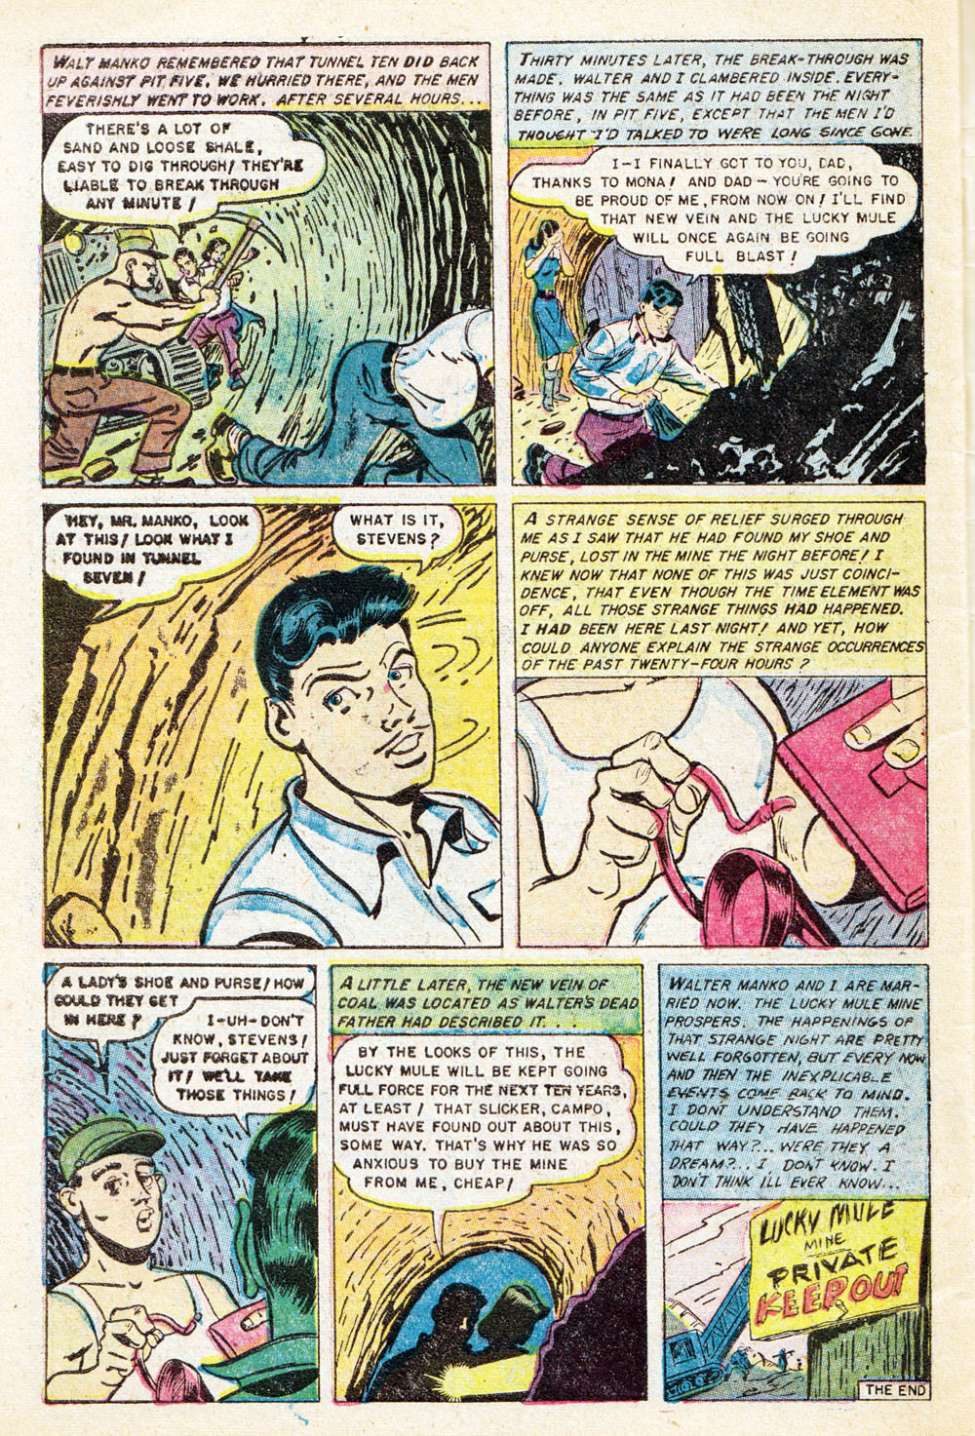 WALT MANKO REMEMBERED THAT TUNNEL TEN DID BACK
UP AGAINST PIT FIVE. WE HURRIED THERE, AND THE MEN
FEVERISHLY WENT TO WORK. AFTER SEVERAL HOURS...
THERE'S A LOT OF
SAND AND LOOSE SHALE,
EASY TO DIG THROUGH! THEY'RE
LIABLE TO BREAK THROUGH
ANY MINUTE!
THIRTY MINUTES LATER, THE BREAK-THROUGH WAS
MADE. WALTER AND I CLAMBERED INSIDE. EVERY-
THING WAS THE SAME AS IT HAD BEEN THE NIGHT
BEFORE, IN PIT FIVE, EXCEPT THAT THE MEN I'D
THOUGHT I'D TALKED TO WERE LONG SINCE GONE.
I-I FINALLY GOT TO YOU, DAD,
THANKS TO MONA! AND DAD - YOU'RE GOING TO
BE PROUD OF ME, FROM NOW ON! I'LL FIND
THAT NEW VEIN AND THE LUCKY MULE
WILL ONCE AGAIN BE GOING
FULL BLAST!
HEY, MR. MANKO, LOOK
AT THIS! LOOK WHAT I
FOUND IN TUNNEL
SEVEN!
WHAT IS IT,
STEVENS?
A STRANGE SENSE OF RELIEF SURGED THROUGH
ME AS I SAW THAT HE HAD FOUND MY SHOE AND
PURSE, LOST IN THE MINE THE NIGHT BEFORE! I
KNEW NOW THAT NONE OF THIS WAS JUST COINCI-
DENCE, THAT EVEN THOUGH THE TIME ELEMENT WAS
OFF, ALL THOSE STRANGE THINGS HAD HAPPENED.
I HAD BEEN HERE LAST NIGHT! AND YET, HOW
COULD ANYONE EXPLAIN THE STRANGE OCCURRENCES
OF THE PAST TWENTY-FOUR HOURS?
A LADY'S SHOE AND PURSE! HOW
COULD THEY GET
IN HERE?
I-UH-DON'T
KNOW, STEVENS!
JUST FORGET ABOUT
IT! WE'LL TAKE
THOSE THINGS!
A LITTLE LATER, THE NEW VEIN OF
COAL WAS LOCATED AS WALTER'S DEAD
FATHER HAD DESCRIBED IT. . .
BY THE LOOKS OF THIS, THE
LUCKY MULE WILL BE KEPT GOING
FULL FORCE FOR THE NEXT TEN YEARS,
AT LEAST! THAT SLICKER, CAMPO,
MUST HAVE FOUND OUT ABOUT THIS,
SOME WAY. THAT'S WHY HE WAS SO
ANXIOUS TO BUY THE MINE
FROM ME, CHEAP!
WALTER MANKO AND I ARE MAR-
RIED NOW. THE LUCKY MULE MINE
PROSPERS. THE HAPPENINGS OF
THAT STRANGE NIGHT ARE PRETTY
WELL FORGOTTEN, BUT EVERY NOW
AND THEN THE INEXPLICABLE
EVENTS COME BACK TO MIND.
I DON'T UNDERSTAND THEM.
COULD THEY HAVE HAPPENED
THAT WAY?... WERE THEY A
DREAM?... I DON'T KNOW. I
DON'T THINK I'LL EVER KNOW...
LUCKY MULE
MINE
PRIVATE
KEEP OUT
THE END